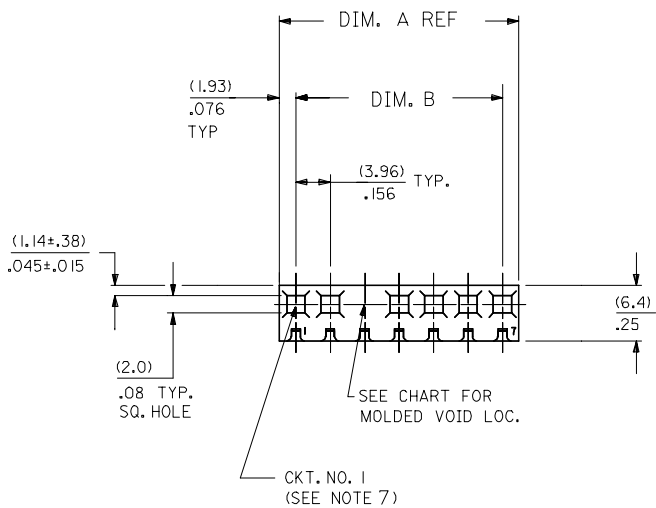 DIM. A REF
(1.93)
.076
TYP
DIM. B
(3.96)
.156
TYP.
(1.14±.38)
.045±.015
(6.4)
.25
1
7
(2.0)
.08 TYP.
SQ. HOLE
SEE CHART FOR
MOLDED VOID LOC.
CKT. NO. 1
(SEE NOTE 7)